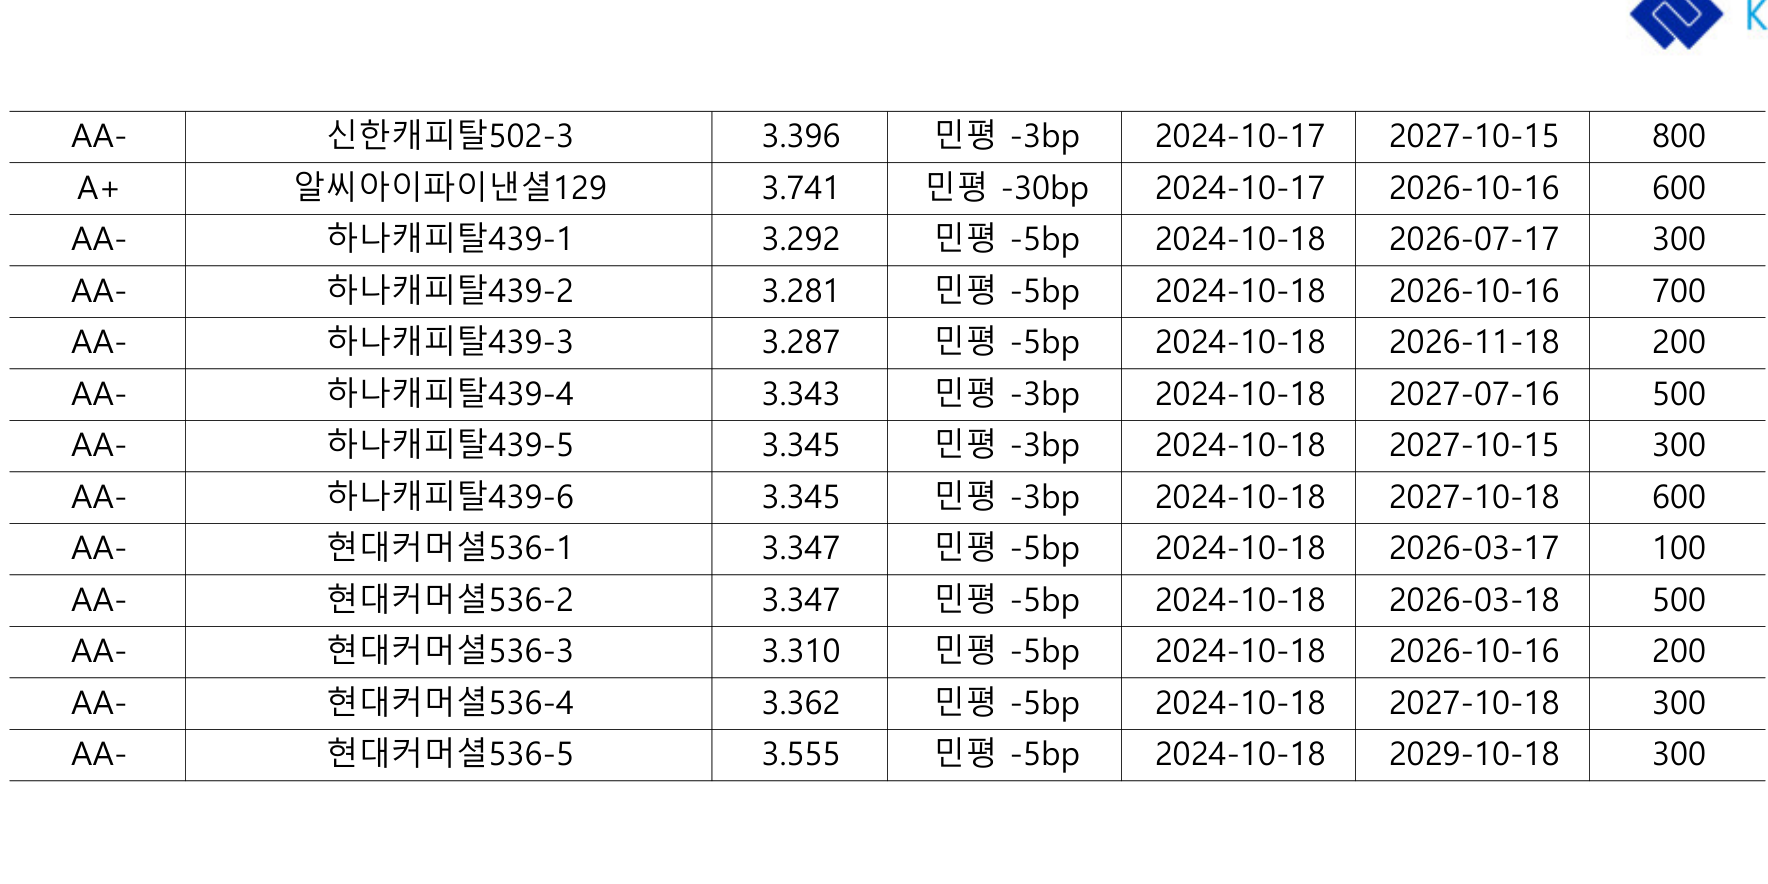 K
AA- 신한캐피탈502-3 3.396 민평 -3bp 2024-10-17 2027-10-15 800
A+ 알씨아이파이낸셜129 3.741 민평 -30bp 2024-10-17 2026-10-16 600
AA- 하나캐피탈439-1 3.292 민평 -5bp 2024-10-18 2026-07-17 300
AA- 하나캐피탈439-2 3.281 민평 -5bp 2024-10-18 2026-10-16 700
AA- 하나캐피탈439-3 3.287 민평 -5bp 2024-10-18 2026-11-18 200
AA- 하나캐피탈439-4 3.343 민평 -3bp 2024-10-18 2027-07-16 500
AA- 하나캐피탈439-5 3.345 민평 -3bp 2024-10-18 2027-10-15 300
AA- 하나캐피탈439-6 3.345 민평 -3bp 2024-10-18 2027-10-18 600
AA- 현대커머셜536-1 3.347 민평 -5bp 2024-10-18 2026-03-17 100
AA- 현대커머셜536-2 3.347 민평 -5bp 2024-10-18 2026-03-18 500
AA- 현대커머셜536-3 3.310 민평 -5bp 2024-10-18 2026-10-16 200
AA- 현대커머셜536-4 3.362 민평 -5bp 2024-10-18 2027-10-18 300
AA- 현대커머셜536-5 3.555 민평 -5bp 2024-10-18 2029-10-18 300